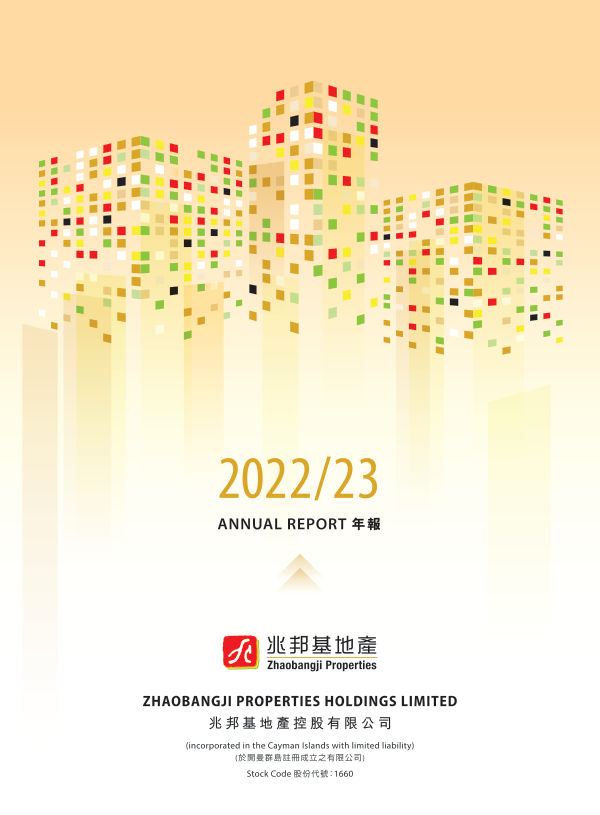 2022/23
ANNUAL REPORT 年報
兆邦基地產
Zhaobangji Properties
ZHAOBANGJI PROPERTIES HOLDINGS LIMITED
兆邦基地產控股有限公司
(incorporated in the Cayman Islands with limited liability)
(於開曼群島註冊成立之有限公司)
Stock Code 股份代號：1660